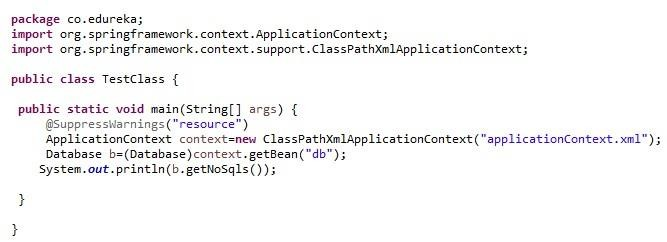 package co.edureka;
import org.springframework.context.ApplicationContext;
import org.springframework.context.support.ClassPathXmlApplicationContext;
public class TestClass {
public static void main(String[] args) {
@SuppressWarnings("resource")
ApplicationContext context=new ClassPathXmlApplicationContext("applicationContext.xml");
Database b=(Database)context.getBean("db");
System.out.println(b.getNoSqls());
}
}